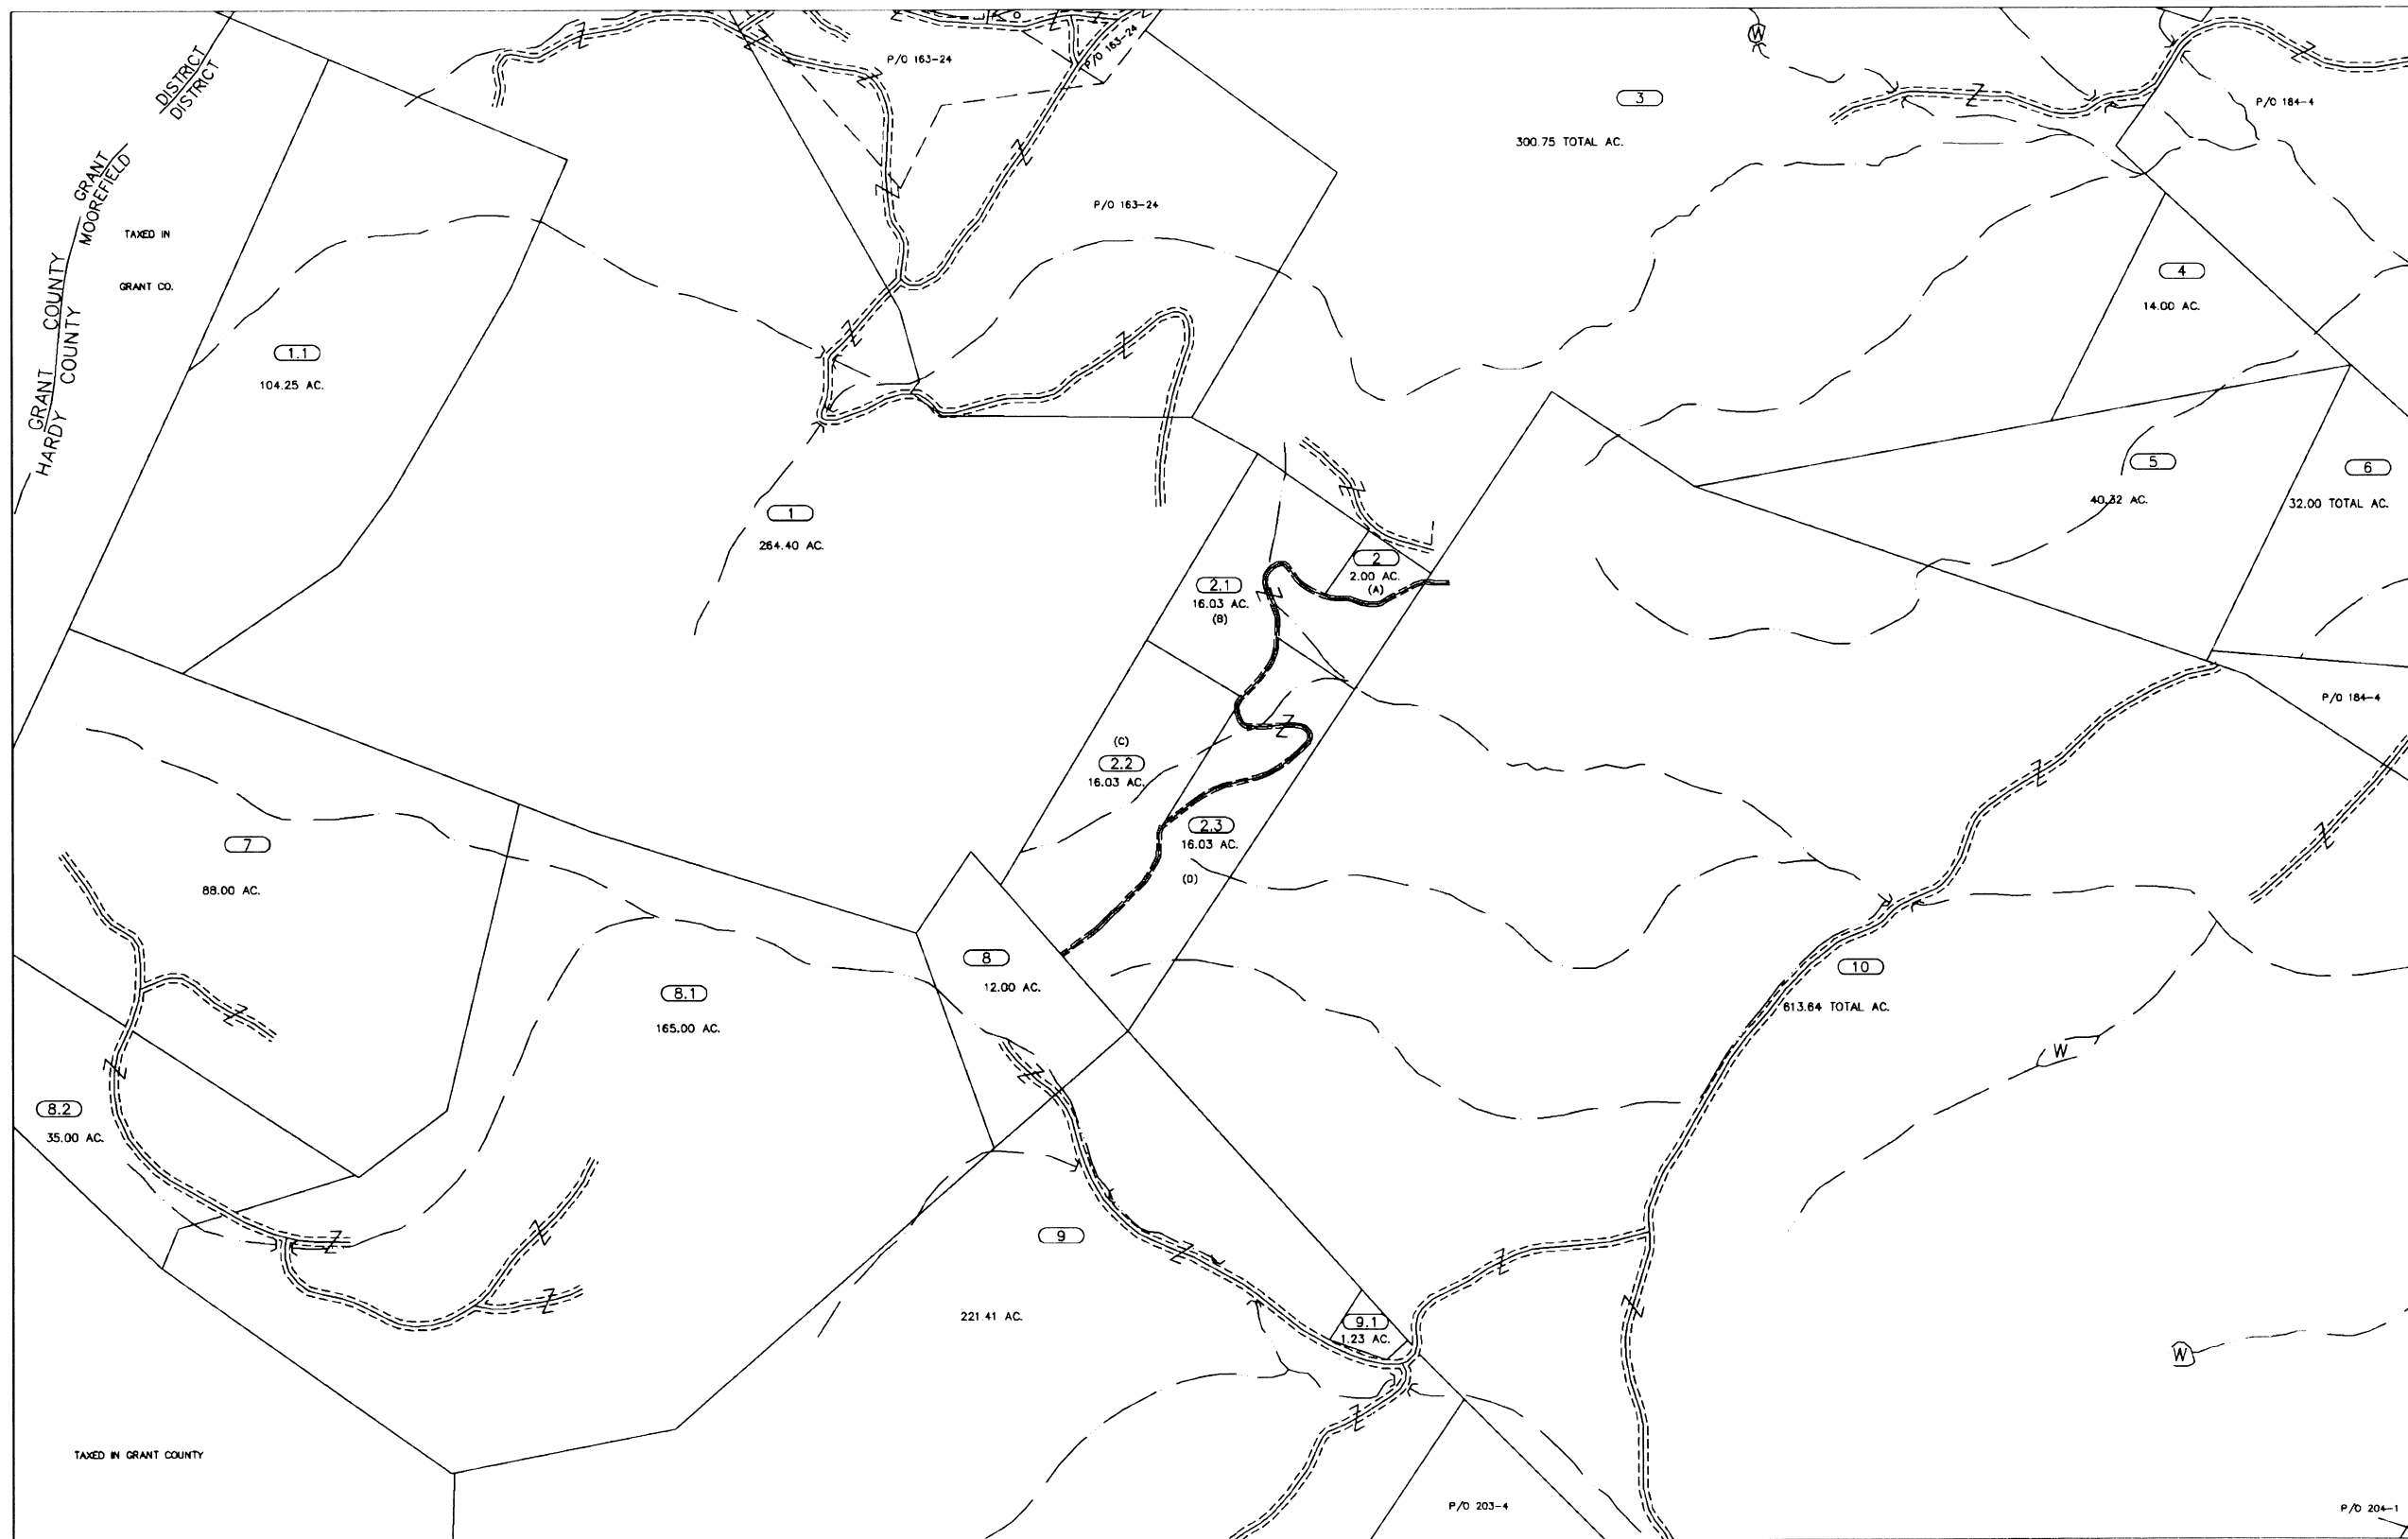 DISTRICT
DISTRICT
GRANT
MOOREFIELD
GRANT COUNTY
HARDY COUNTY
TAXED IN
GRANT CO.
P/O 163-24
P/O 163-24
P/O 163-24
W
3
300.75 TOTAL AC.
P/O 184-4
1.1
104.25 AC.
4
14.00 AC.
1
264.40 AC.
5
40.32 AC.
6
32.00 TOTAL AC.
2
2.00 AC.
(A)
2.1
16.03 AC.
(B)
P/O 184-4
(C)
2.2
16.03 AC.
2.3
16.03 AC.
(D)
7
88.00 AC.
8
12.00 AC.
8.1
165.00 AC.
10
613.64 TOTAL AC.
W
8.2
35.00 AC.
9
221.41 AC.
9.1
1.23 AC.
W
TAXED IN GRANT COUNTY
P/O 203-4
P/O 204-1